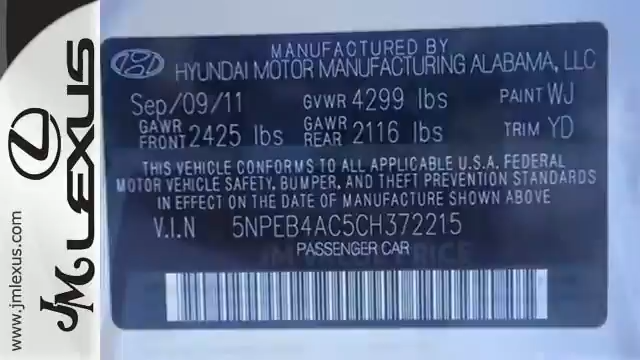 www.jmlexus.com
JM LEXUS
MANUFACTURED BY
HYUNDAI MOTOR MANUFACTURING ALABAMA, LLC
Sep/09/11 GVWR 4299 lbs PAINT WJ
GAWR FRONT 2425 lbs GAWR REAR 2116 lbs TRIM YD
THIS VEHICLE CONFORMS TO ALL APPLICABLE U.S.A. FEDERAL
MOTOR VEHICLE SAFETY, BUMPER, AND THEFT PREVENTION STANDARDS
IN EFFECT ON THE DATE OF MANUFACTURE SHOWN ABOVE
V.I.N 5NPEB4AC5CH372215
PASSENGER CAR